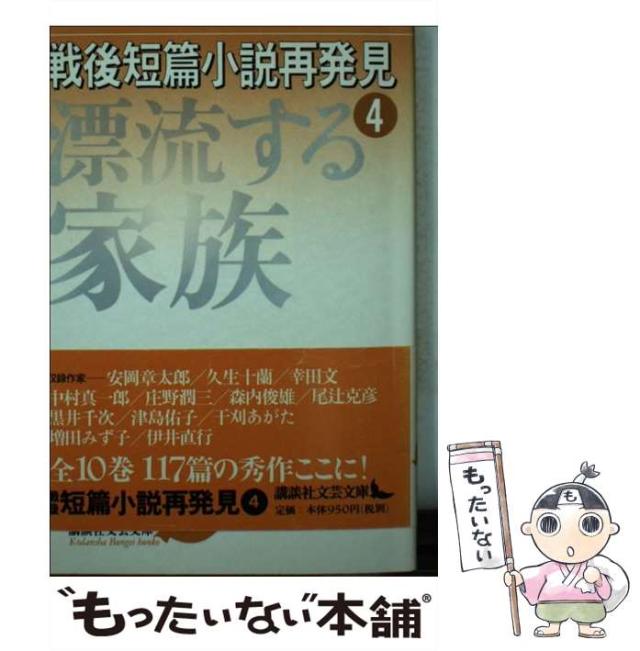 戦後短篇小説再発見
4
漂流する
家族
収録作家──安岡章太郎／久生十蘭／幸田文
中村真一郎／庄野潤三／森内俊雄／尾辻克彦
黒井千次／津島佑子／干刈あがた
増田みず子／伊井直行
全10巻 117篇の秀作ここに!
短篇小説再発見4
講談社文芸文庫
定価：本体950円(税別)
講談社文芸文庫
Kodansha Bungei bunko
もったいない
も
"もったいない"本舗®